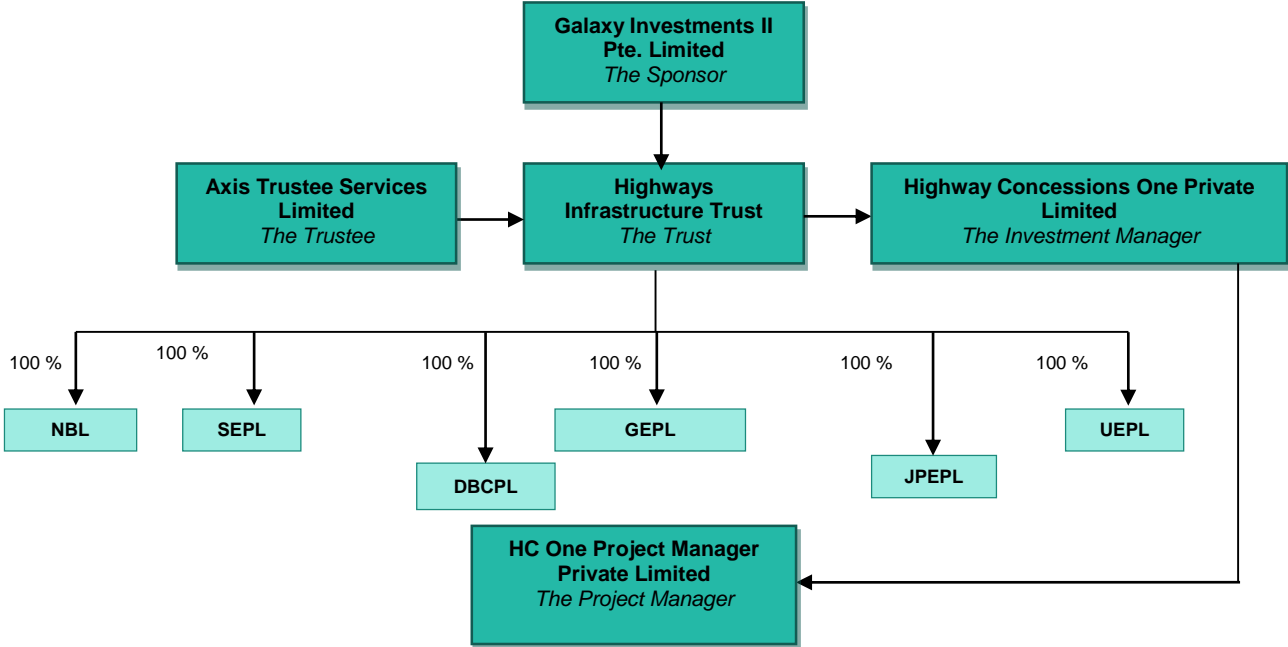 Galaxy Investments II
Pte. Limited
The Sponsor
Axis Trustee Services
Limited
The Trustee
Highways
Infrastructure Trust
The Trust
Highway Concessions One Private
Limited
The Investment Manager
100 %
100 %
100 %
100 %
100 %
100 %
NBL
SEPL
DBCPL
GEPL
JPEPL
UEPL
HC One Project Manager
Private Limited
The Project Manager